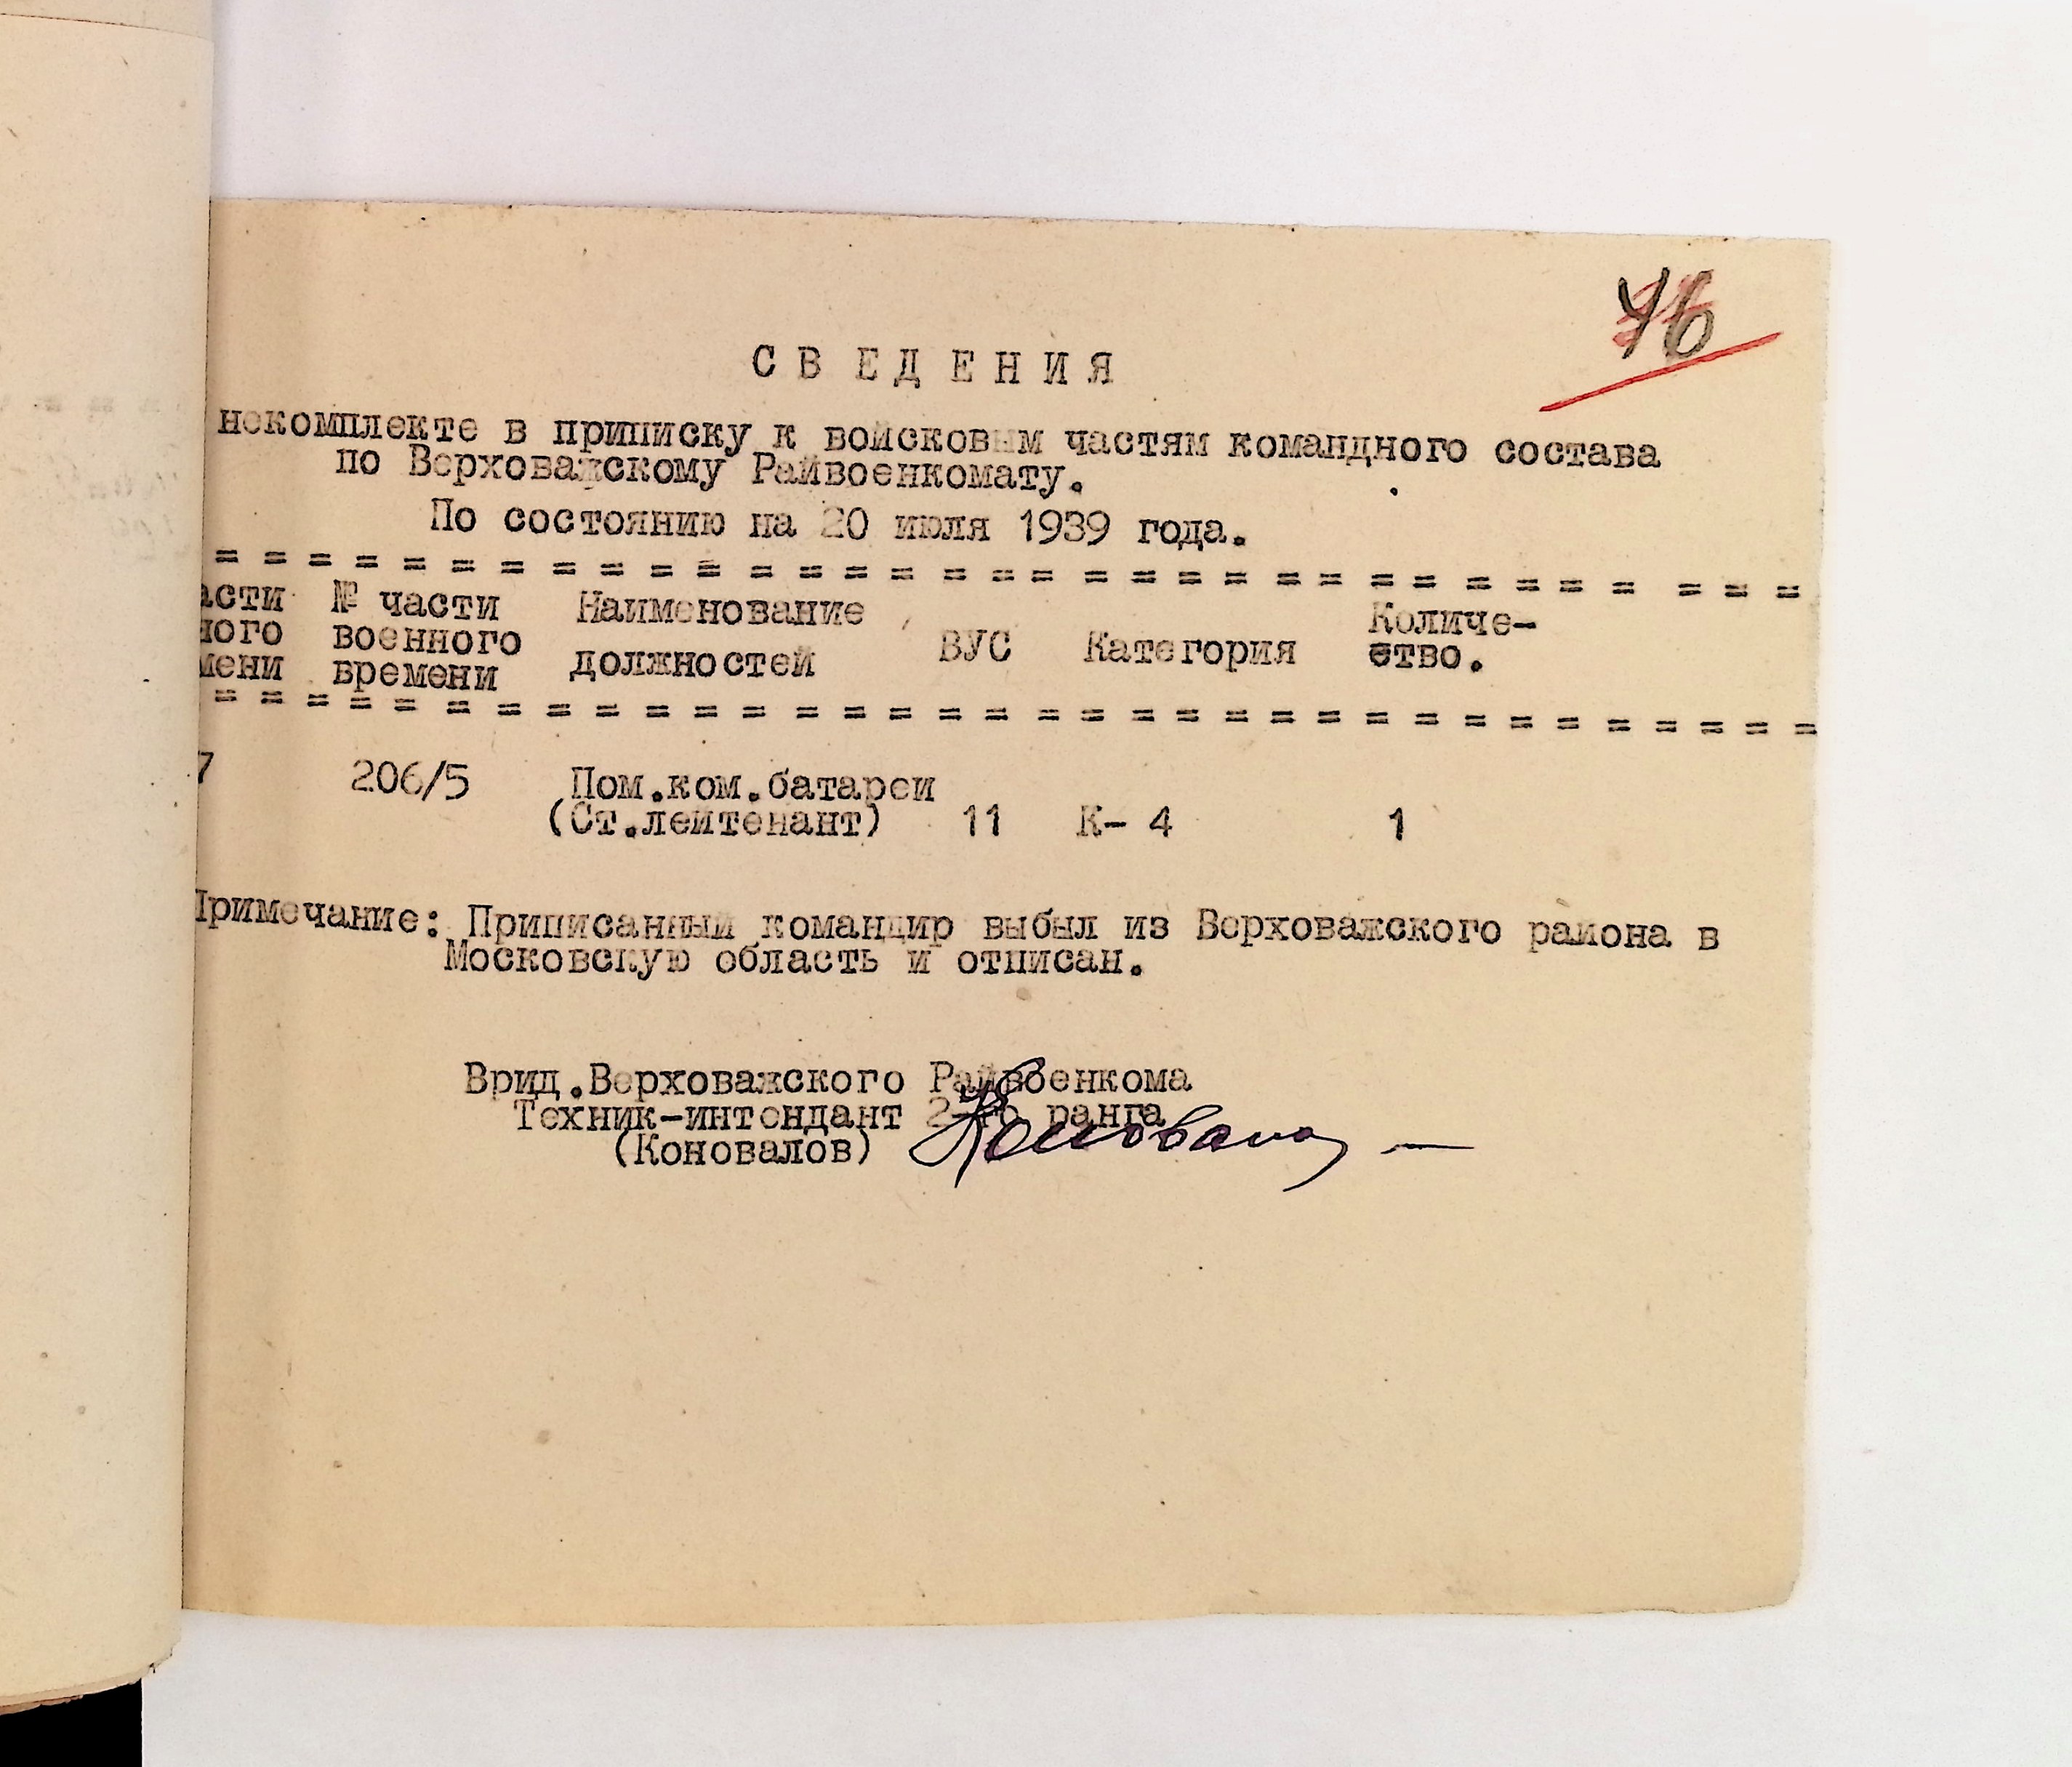 76
С В Е Д Е Н И Я
некомплекте в приписку к войсковым частям командного состава
по Верховажскому Райвоенкомату.
По состоянию на 20 июля 1939 года.
= = = = = = = = = = = = = = = = = = = = = = = = = = = = = = = = =
асти № части Наименование Количе-
ного военного ВУС Категория ство.
мени времени должностей
= = = = = = = = = = = = = = = = = = = = = = = = = = = = = = = = = =
7 206/5 Пом.ком.батареи
(Ст.лейтенант) 11 К- 4 1
Примечание: Приписанный командир выбыл из Верховажского района в
Московскую область и отписан.
Врид.Верховажского Райвоенкома
Техник-интендант 2-го ранга
(Коновалов) Коновалов